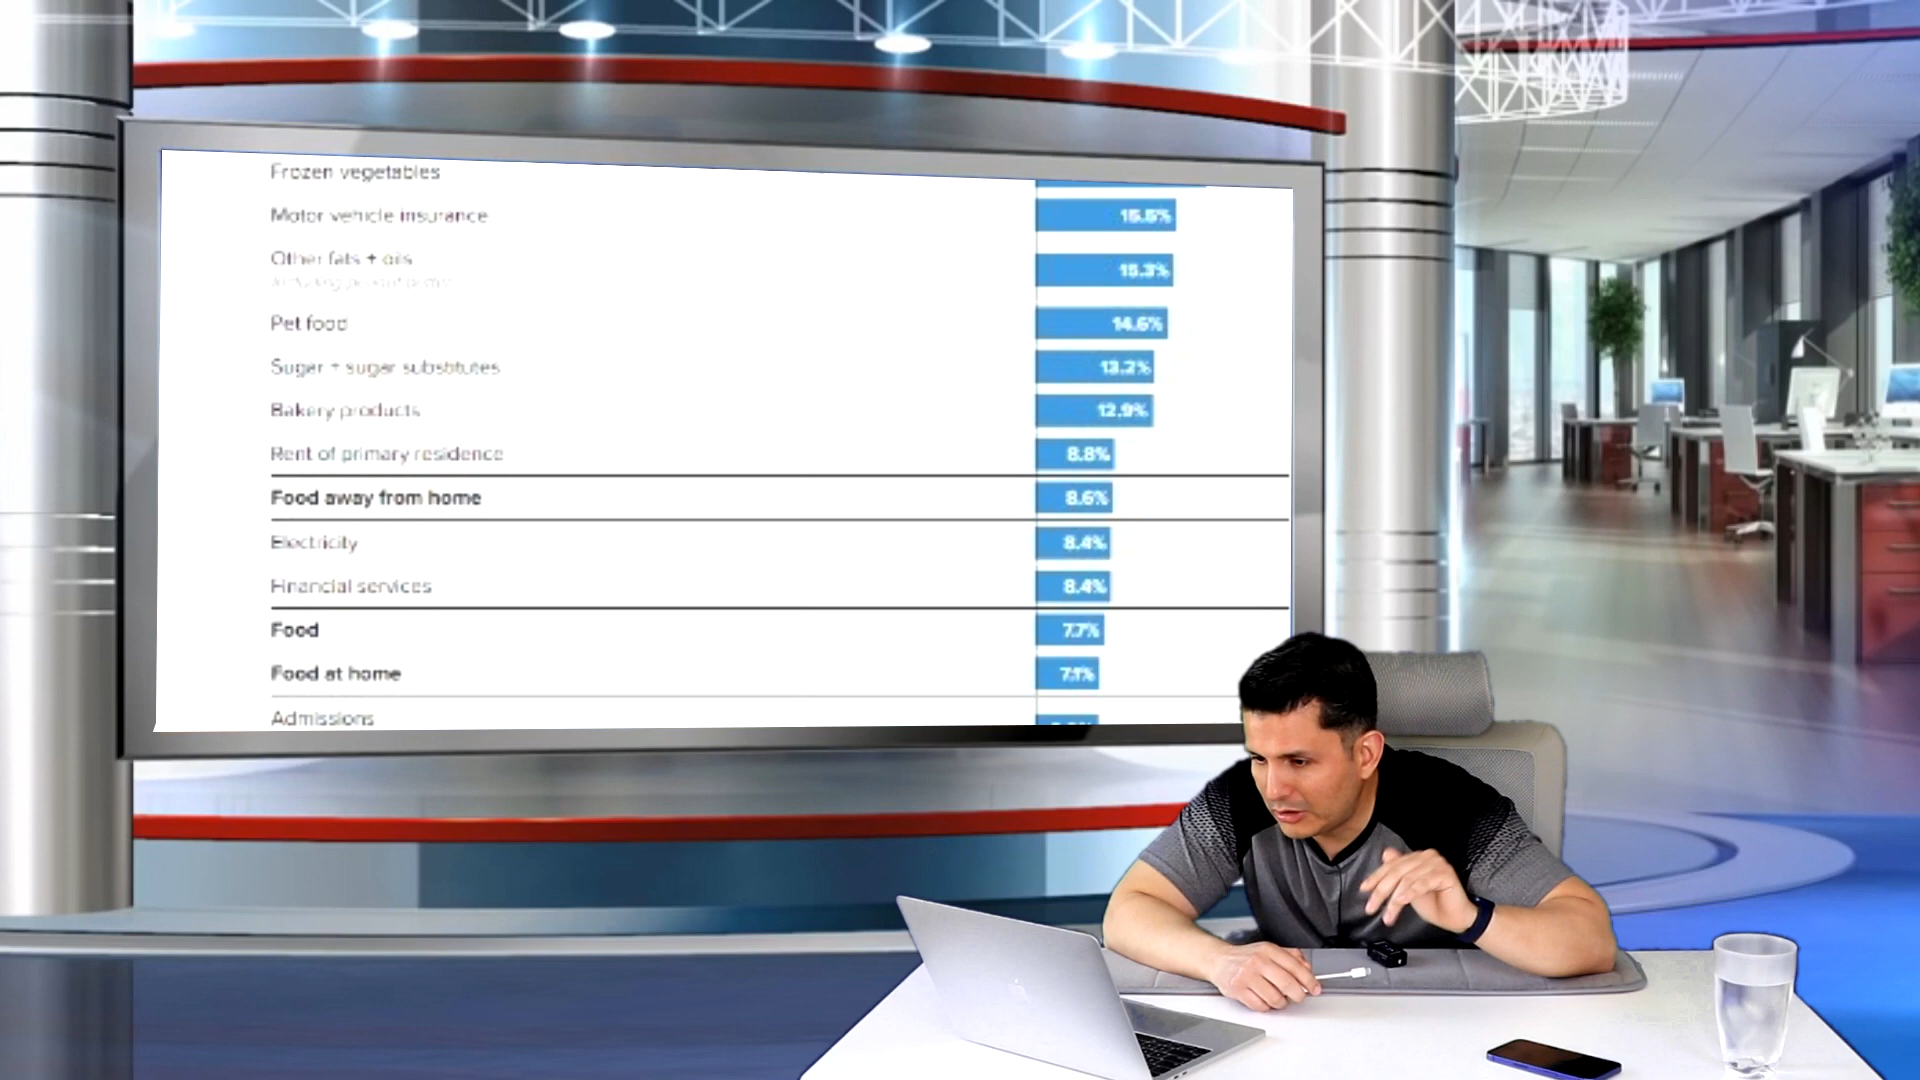 Frozen vegetables
Motor vehicle insurance 15.5%
Other fats + oils 15.3%
Pet food 14.6%
Sugar + sugar substitutes 13.2%
Bakery products 12.9%
Rent of primary residence 8.8%
Food away from home 8.6%
Electricity 8.4%
Financial services 8.4%
Food 7.7%
Food at home 7.1%
Admissions